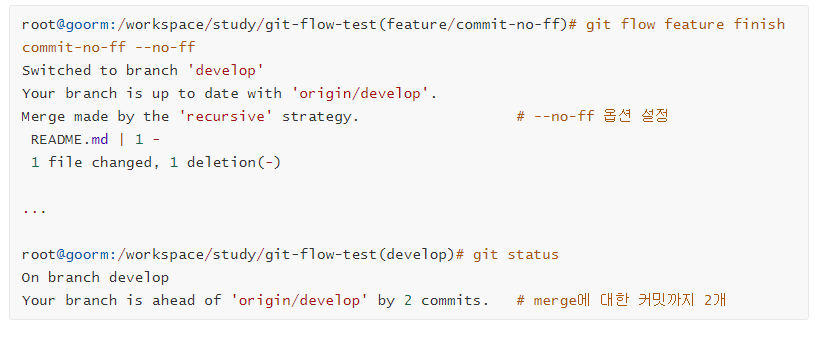 root@goorm:/workspace/study/git-flow-test(feature/commit-no-ff)# git flow feature finish
commit-no-ff --no-ff
Switched to branch 'develop'
Your branch is up to date with 'origin/develop'.
Merge made by the 'recursive' strategy. # --no-ff 옵션 설정
README.md | 1 -
1 file changed, 1 deletion(-)
...
root@goorm:/workspace/study/git-flow-test(develop)# git status
On branch develop
Your branch is ahead of 'origin/develop' by 2 commits. # merge에 대한 커밋까지 2개